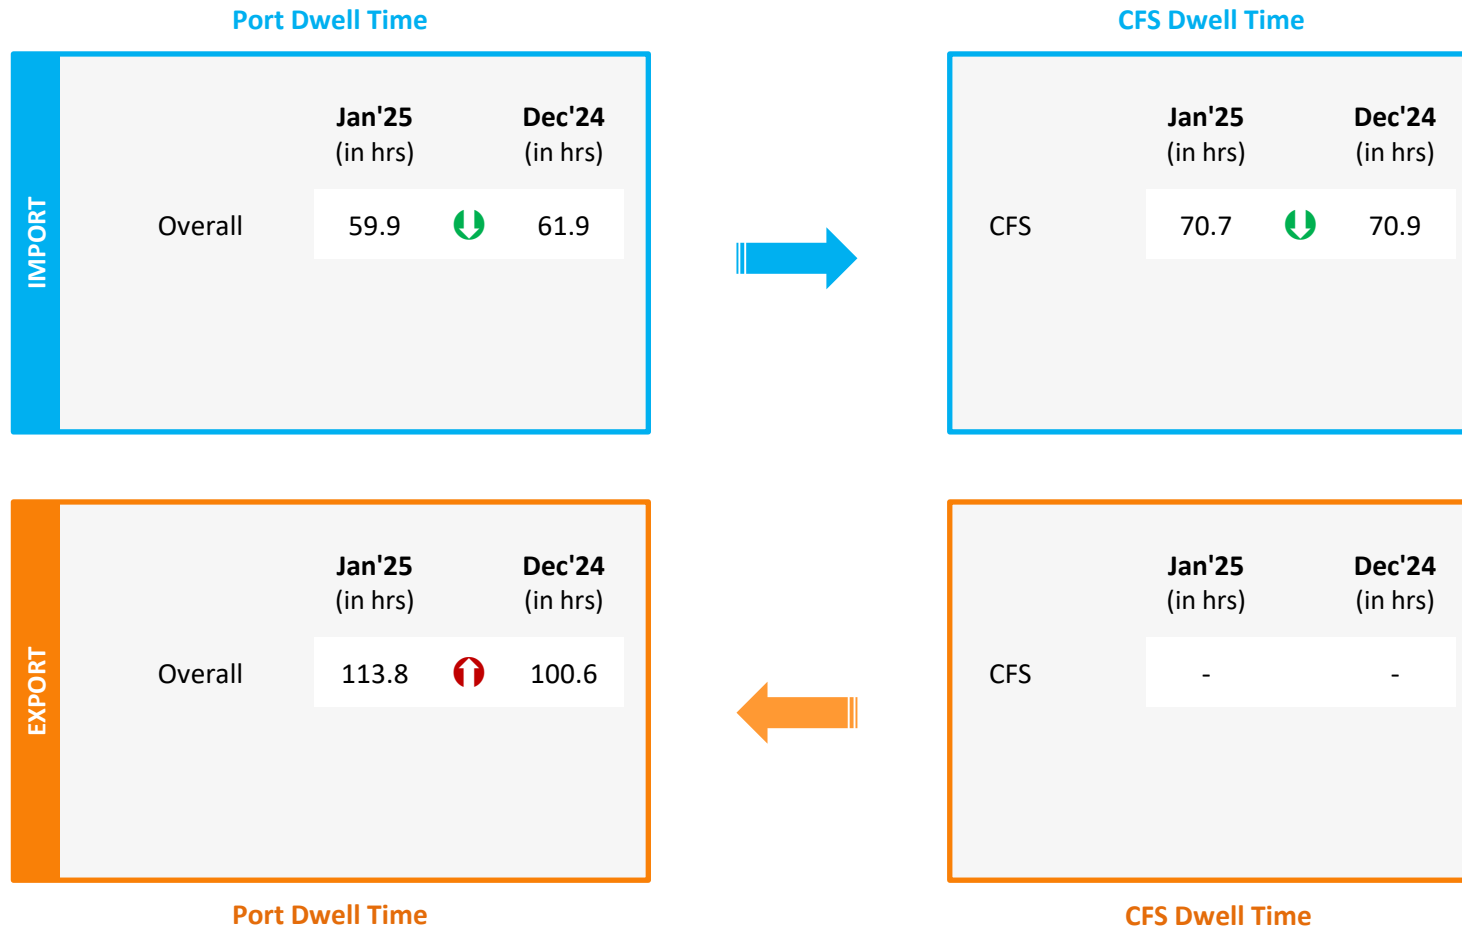 Port Dwell Time
CFS Dwell Time
IMPORT
Jan'25 Dec'24
(in hrs) (in hrs)
Overall 59.9 61.9
Jan'25 Dec'24
(in hrs) (in hrs)
CFS 70.7 70.9
EXPORT
Jan'25 Dec'24
(in hrs) (in hrs)
Overall 113.8 100.6
Jan'25 Dec'24
(in hrs) (in hrs)
CFS - -
Port Dwell Time
CFS Dwell Time